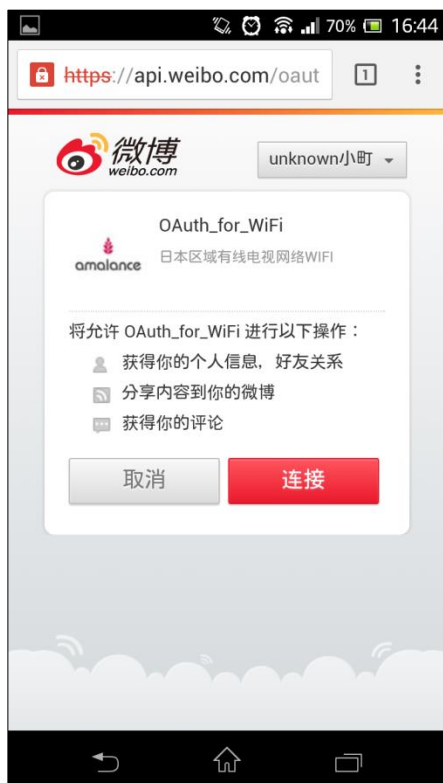 70% 16:44
https://api.weibo.com/oaut 1
微博
weibo.com
unknown小町
OAuth_for_WiFi
amalance
日本区域有线电视网络WIFI
将允许 OAuth_for_WiFi 进行以下操作：
获得你的个人信息，好友关系
分享内容到你的微博
获得你的评论
取消 连接